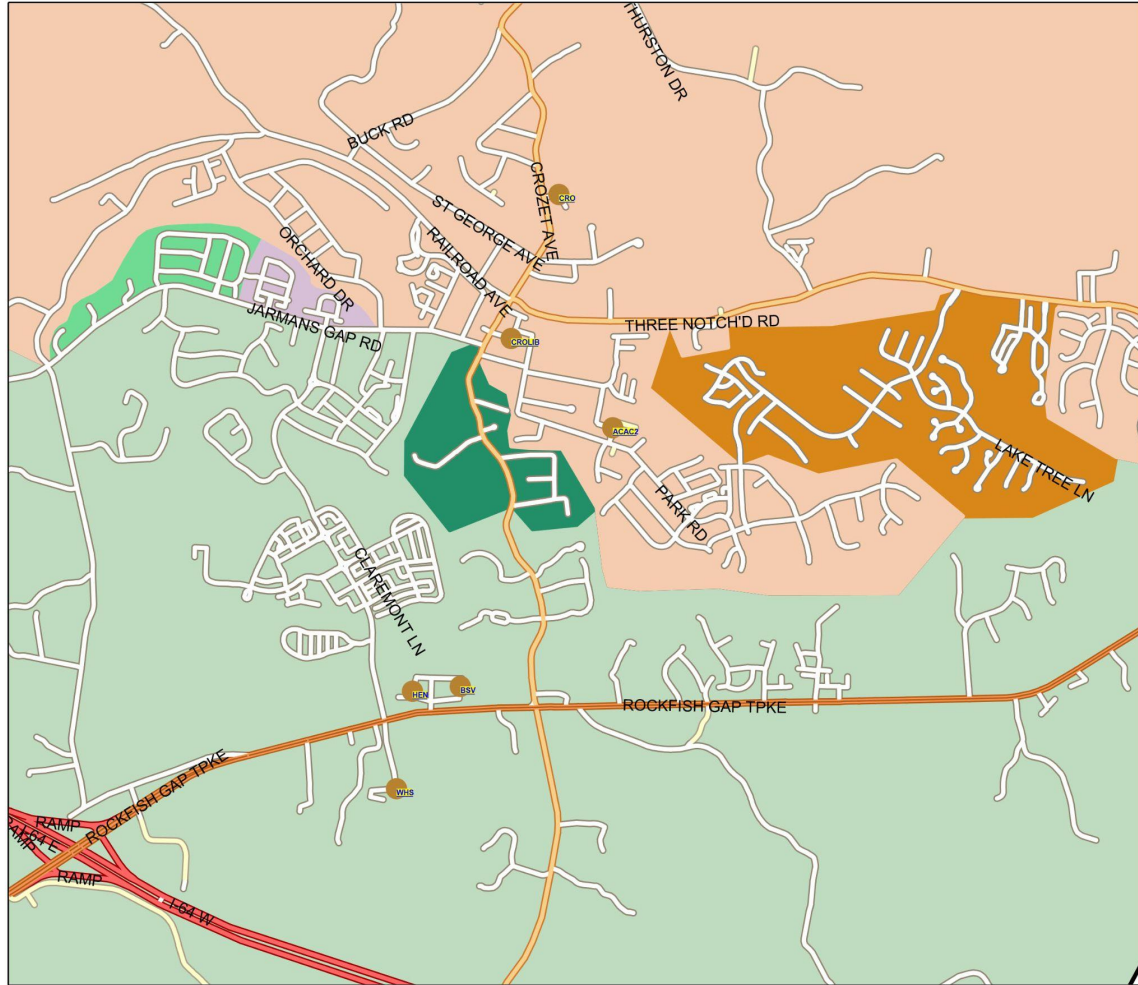 THURSTON DR
BUCK RD
CROZET AVE
CRO
ST GEORGE AVE
ORCHARD DR
RAILROAD AVE
JARMANS GAP RD
THREE NOTCH'D RD
CROLIB
ACAC2
LAKE TREE LN
PARK RD
CLAREMONT LN
HEN
BSV
ROCKFISH GAP TPKE
ROCKFISH GAP TPKE
WHS
RAMP
RAMP
I-64 E
RAMP
I-64 W